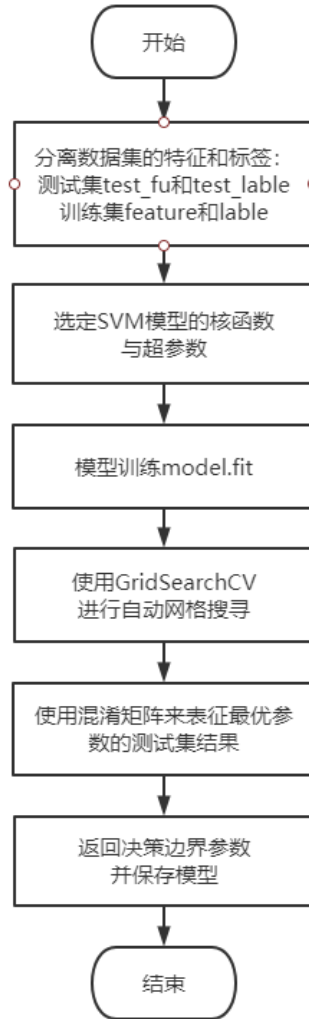 开始
分离数据集的特征和标签：
测试集test_fu和test_lable
训练集feature和lable
选定SVM模型的核函数
与超参数
模型训练model.fit
使用GridSearchCV
进行自动网格搜寻
使用混淆矩阵来表征最优参
数的测试集结果
返回决策边界参数
并保存模型
结束